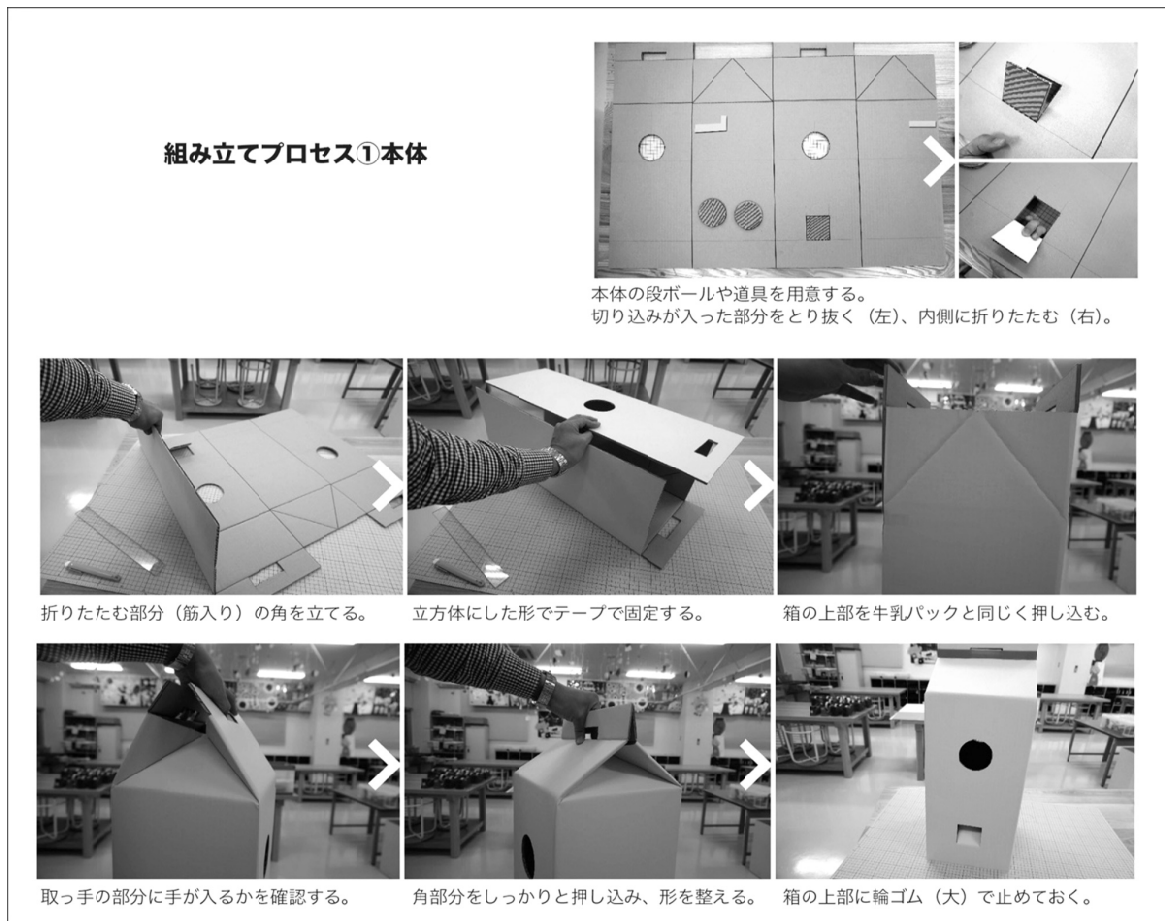 組み立てプロセス①本体
本体の段ボールや道具を用意する。
切り込みが入った部分をとり抜く（左）、内側に折りたたむ（右）。
折りたたむ部分（筋入り）の角を立てる。
立方体にした形でテープで固定する。
箱の上部を牛乳パックと同じく押し込む。
取っ手の部分に手が入るかを確認する。
角部分をしっかりと押し込み、形を整える。
箱の上部に輪ゴム（大）で止めておく。